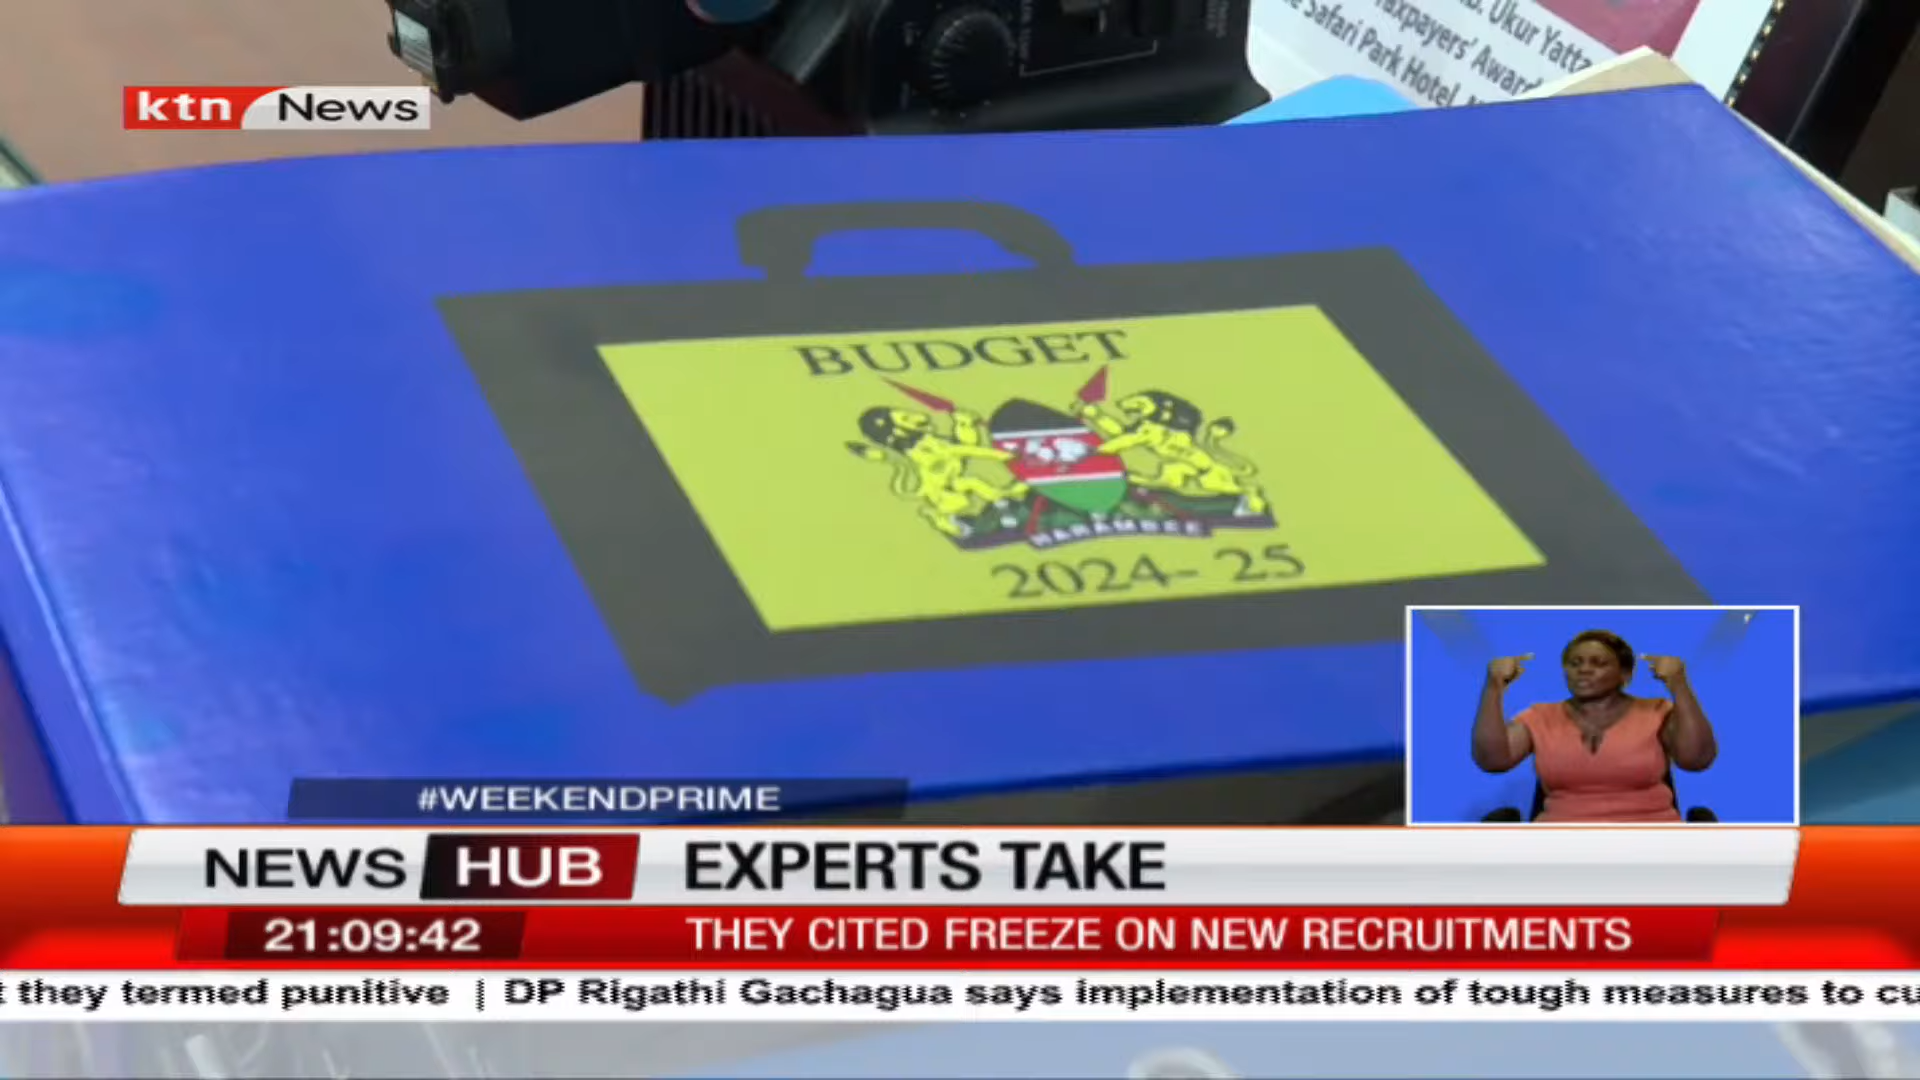 ktn News
Ukur Yatta
Taxpayers' Award
Safari Park Hotel,
BUDGET
HARAMBEE
2024- 25
#WEEKENDPRIME
NEWS HUB EXPERTS TAKE
21:09:42 THEY CITED FREEZE ON NEW RECRUITMENTS
they termed punitive | DP Rigathi Gachagua says implementation of tough measures to